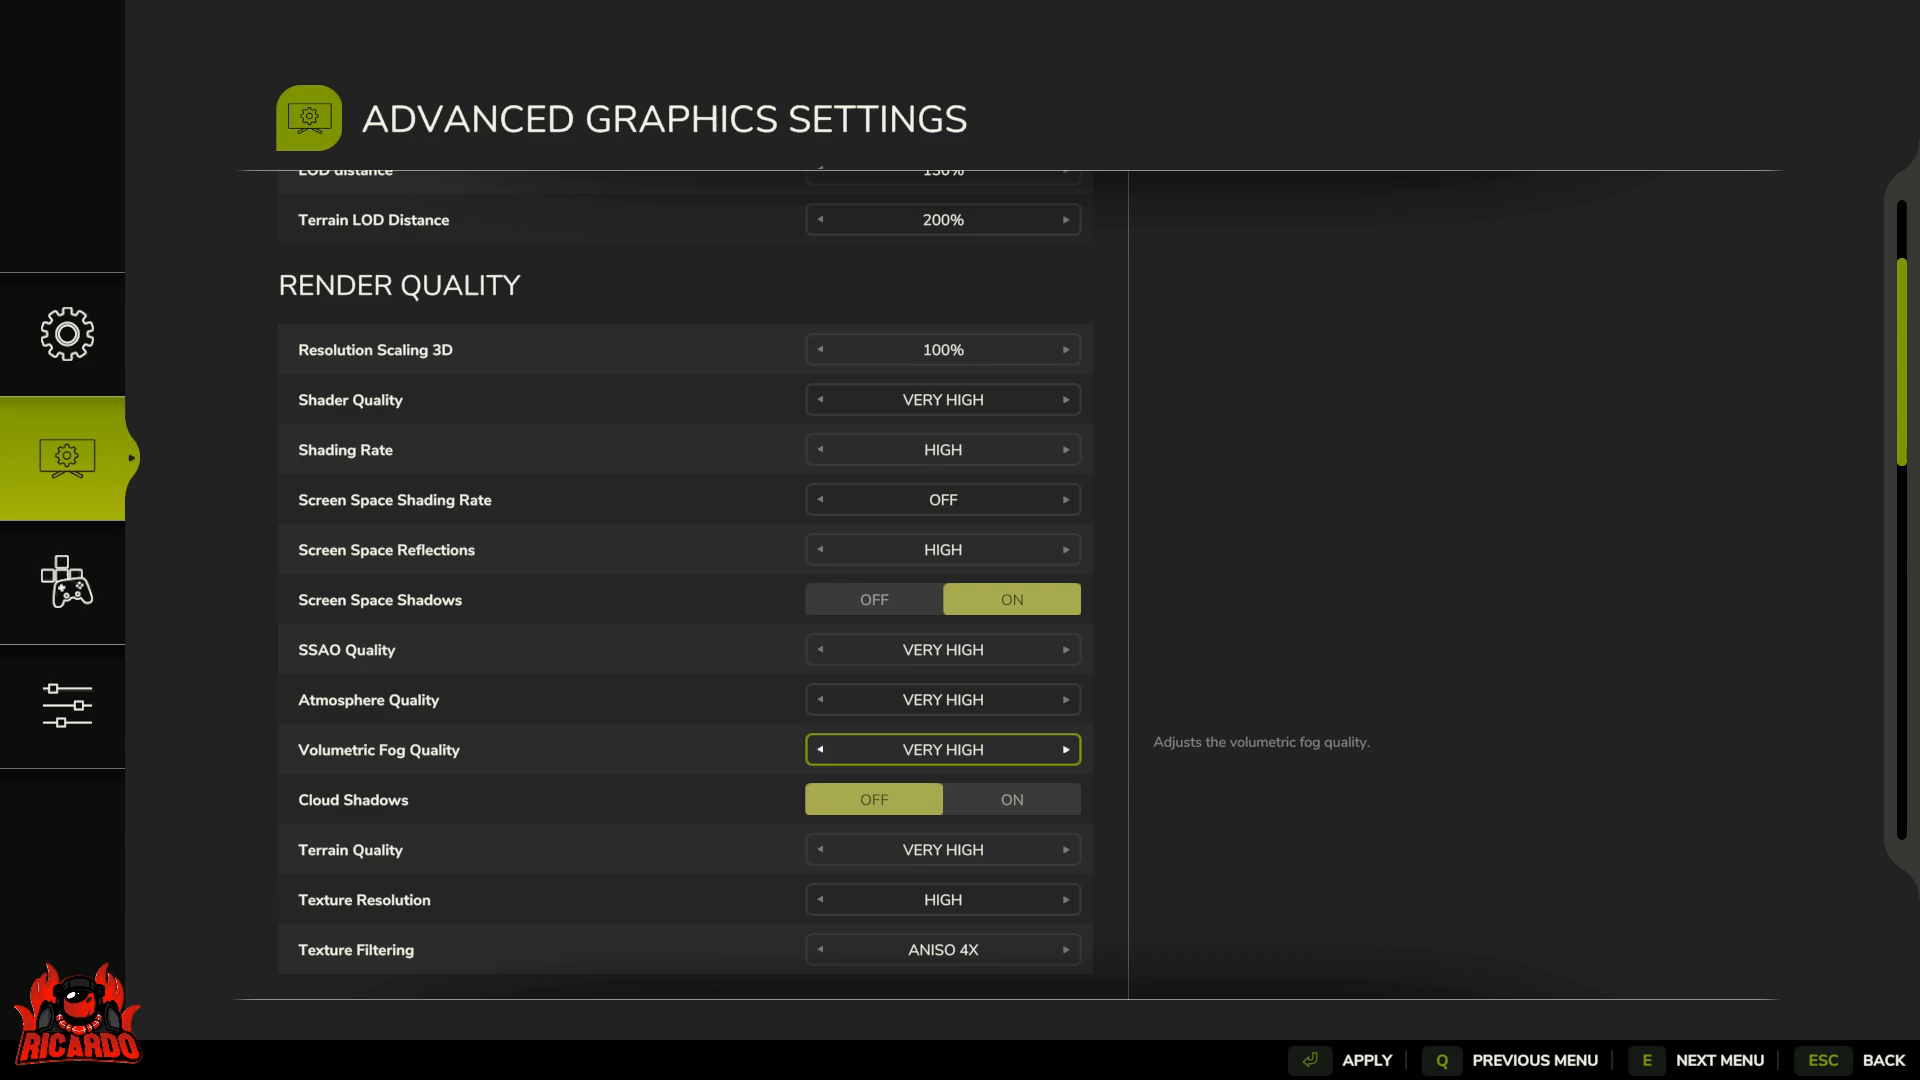 ADVANCED GRAPHICS SETTINGS
LOD distance 150%
Terrain LOD Distance 200%
RENDER QUALITY
Resolution Scaling 3D 100%
Shader Quality VERY HIGH
Shading Rate HIGH
Screen Space Shading Rate OFF
Screen Space Reflections HIGH
Screen Space Shadows OFF ON
SSAO Quality VERY HIGH
Atmosphere Quality VERY HIGH
Volumetric Fog Quality VERY HIGH
Adjusts the volumetric fog quality.
Cloud Shadows OFF ON
Terrain Quality VERY HIGH
Texture Resolution HIGH
Texture Filtering ANISO 4X
RICARDO
APPLY Q PREVIOUS MENU E NEXT MENU ESC BACK